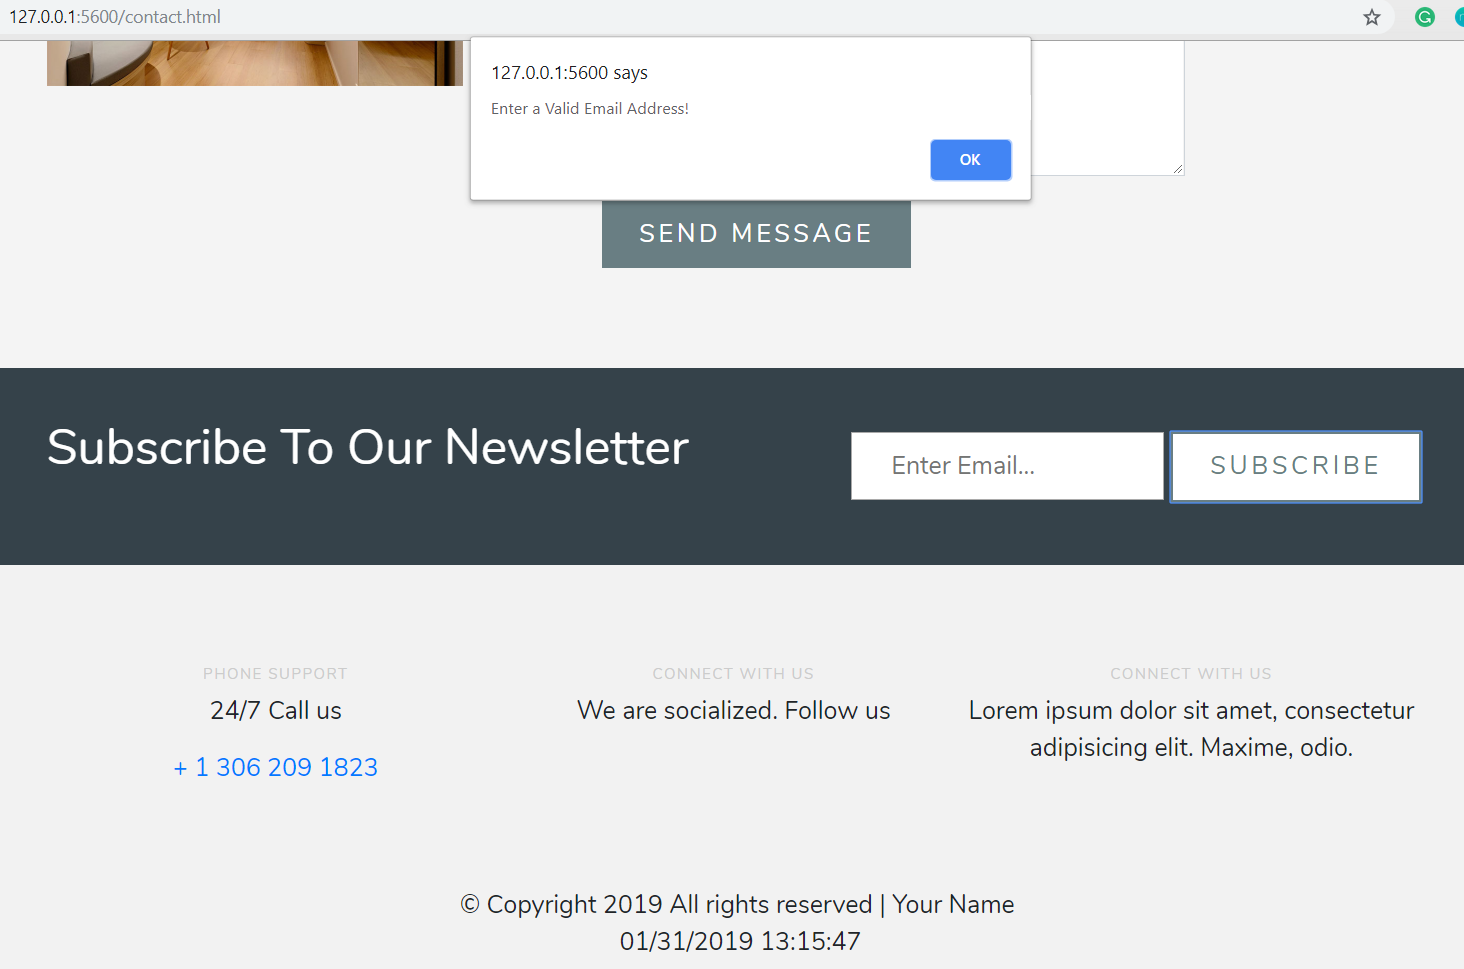 127.0.0.1:5600/contact.html
127.0.0.1:5600 says
Enter a Valid Email Address!
OK
SEND MESSAGE
Subscribe To Our Newsletter
Enter Email...
SUBSCRIBE
PHONE SUPPORT
24/7 Call us
+ 1 306 209 1823
CONNECT WITH US
We are socialized. Follow us
CONNECT WITH US
Lorem ipsum dolor sit amet, consectetur
adipisicing elit. Maxime, odio.
© Copyright 2019 All rights reserved | Your Name
01/31/2019 13:15:47